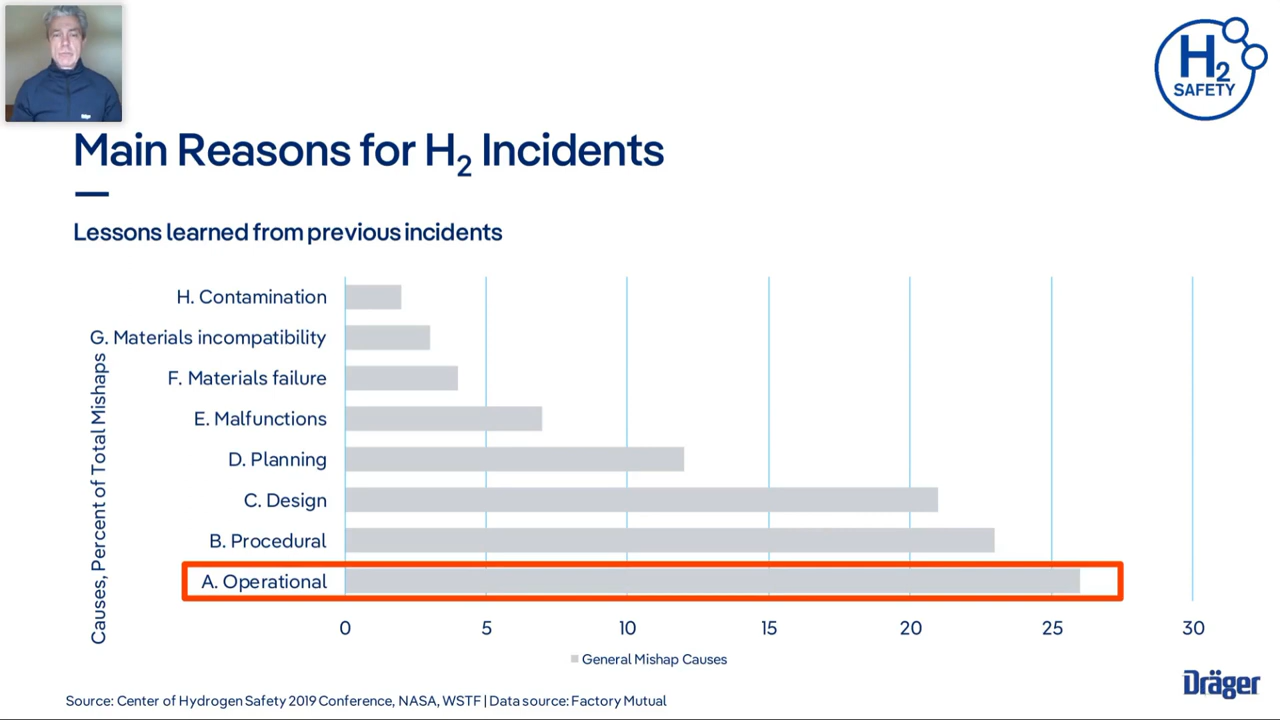 H2
SAFETY
Main Reasons for H2 Incidents
Lessons learned from previous incidents
Causes, Percent of Total Mishaps
H. Contamination
G. Materials incompatibility
F. Materials failure
E. Malfunctions
D. Planning
C. Design
B. Procedural
A. Operational
0 5 10 15 20 25 30
General Mishap Causes
Dräger
Source: Center of Hydrogen Safety 2019 Conference, NASA, WSTF | Data source: Factory Mutual